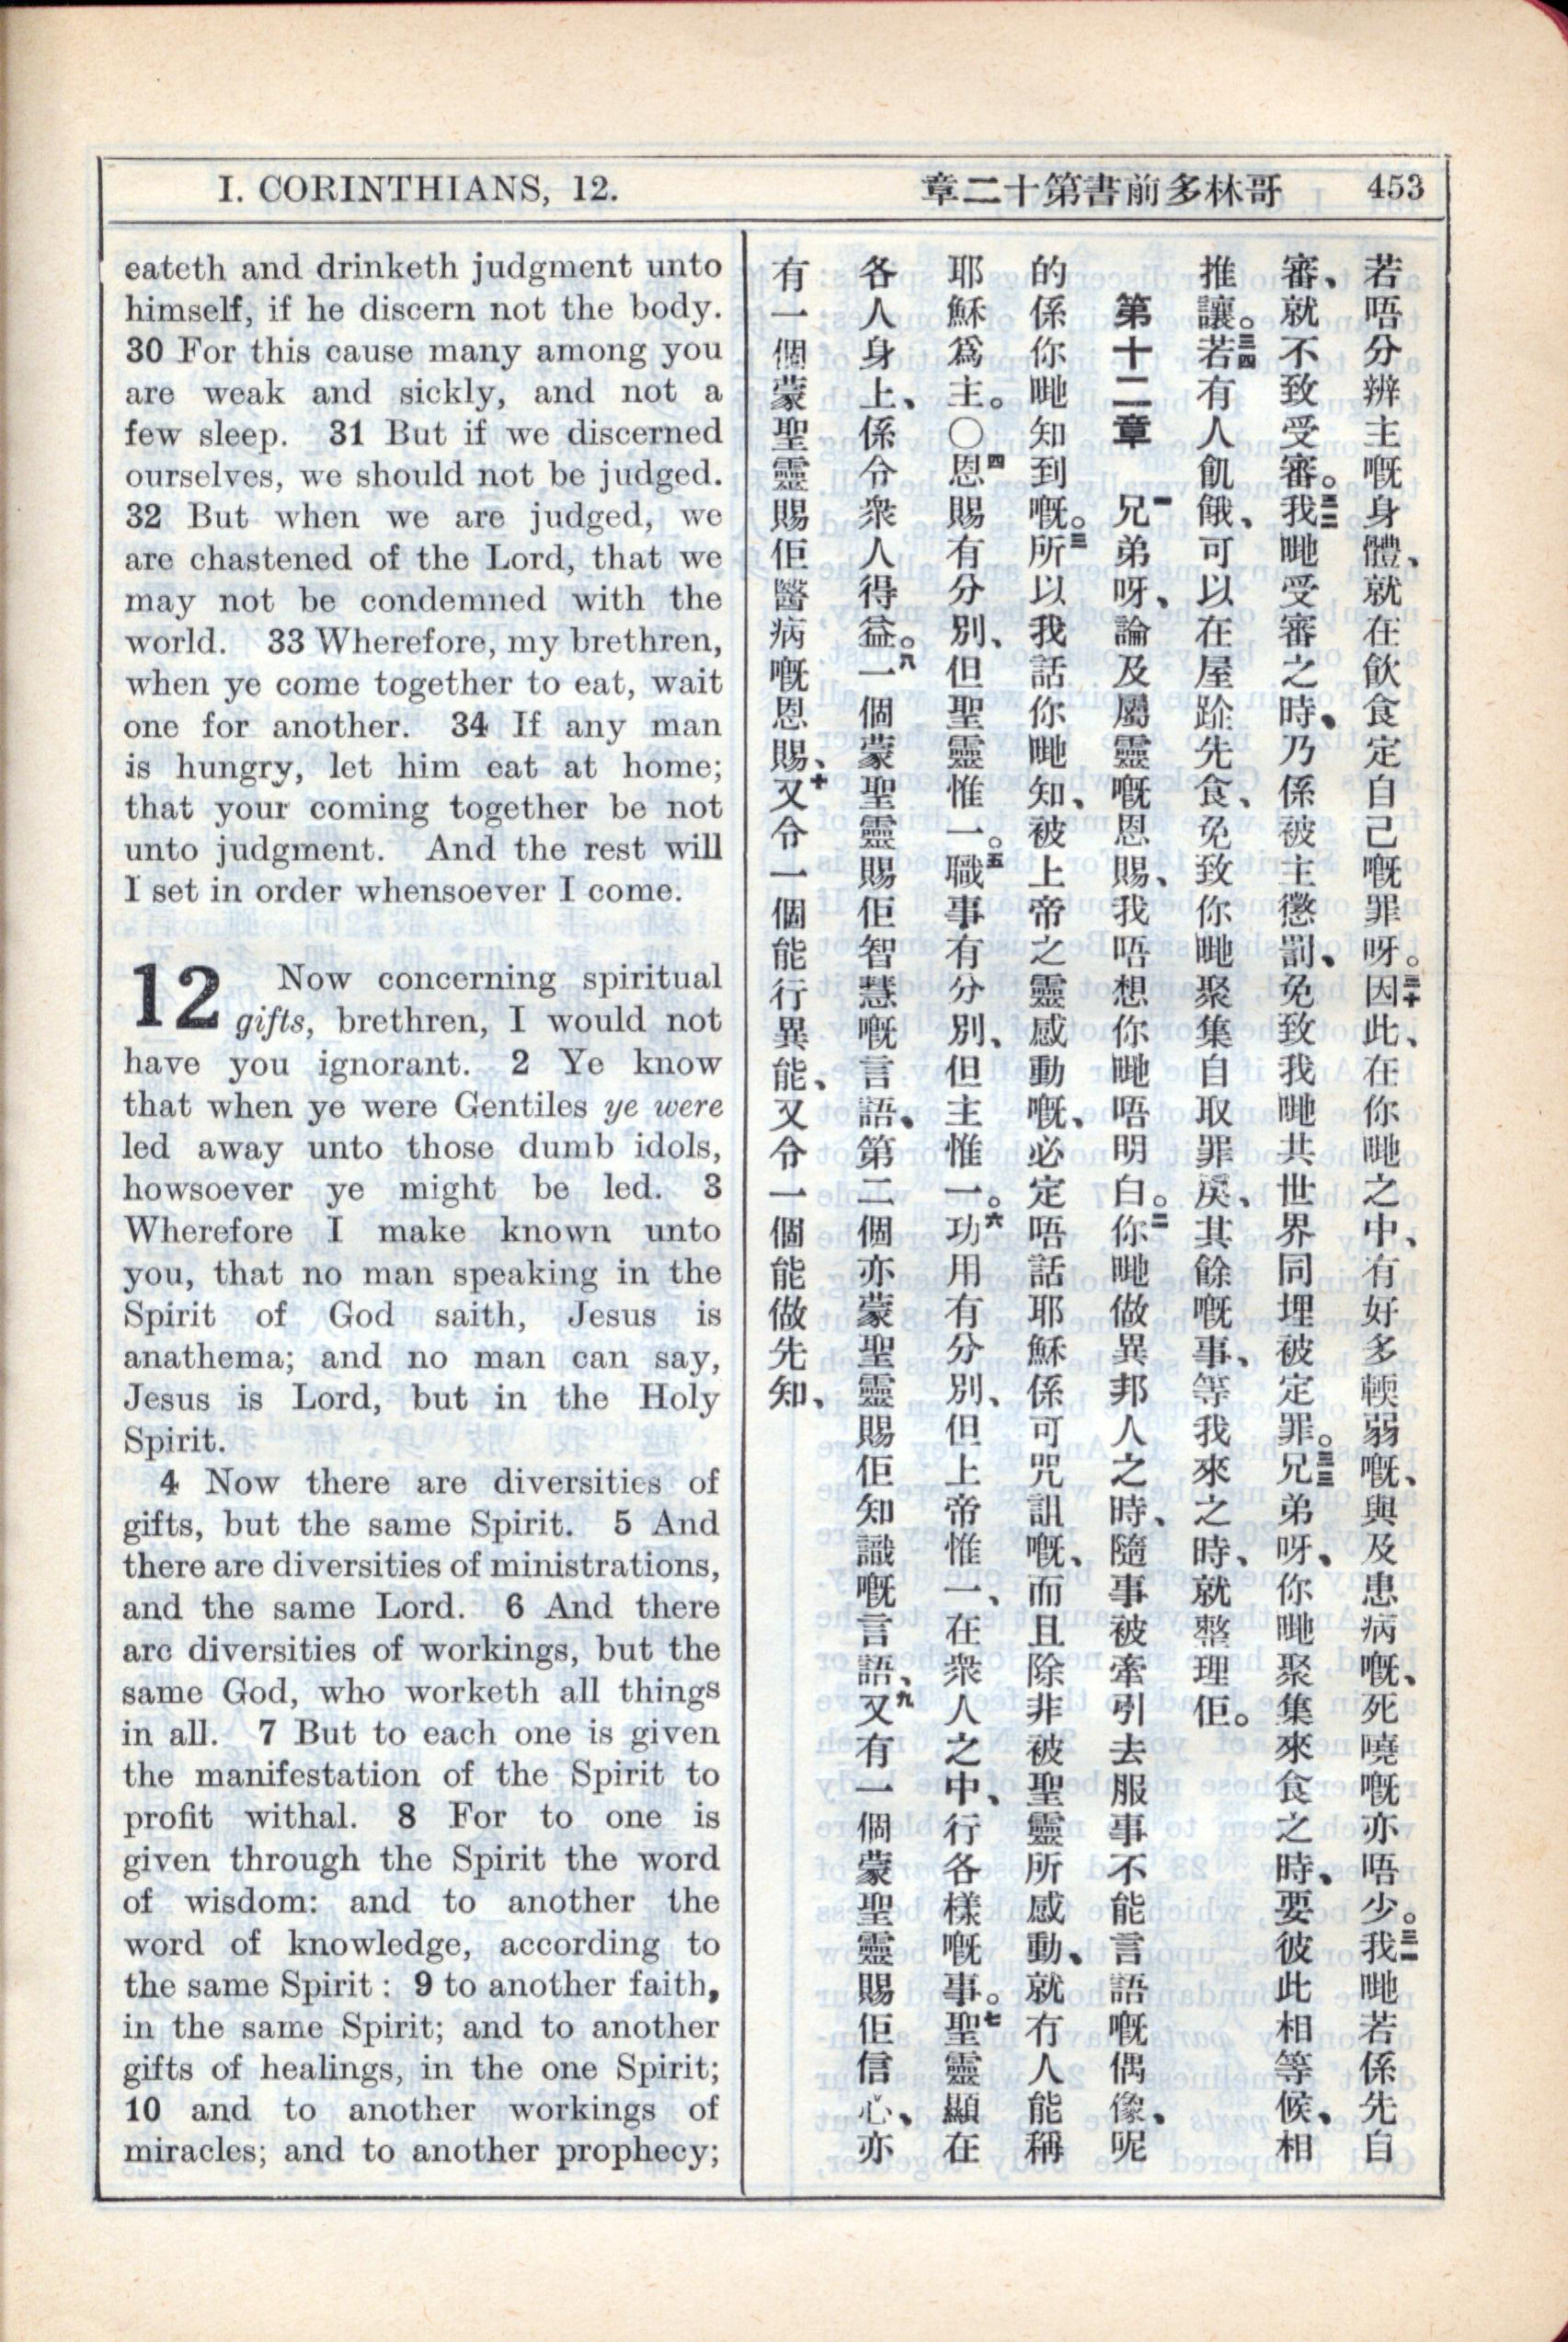 I. CORINTHIANS, 12.
章二十第書前多林哥 453
eateth and drinketh judgment unto
himself, if he discern not the body.
30 For this cause many among you
are weak and sickly, and not a
few sleep. 31 But if we discerned
ourselves, we should not be judged.
32 But when we are judged, we
are chastened of the Lord, that we
may not be condemned with the
world. 33 Wherefore, my brethren,
when ye come together to eat, wait
one for another. 34 If any man
is hungry, let him eat at home;
that your coming together be not
unto judgment. And the rest will
I set in order whensoever I come.
12 Now concerning spiritual
gifts, brethren, I would not
have you ignorant. 2 Ye know
that when ye were Gentiles ye were
led away unto those dumb idols,
howsoever ye might be led. 3
Wherefore I make known unto
you, that no man speaking in the
Spirit of God saith, Jesus is
anathema; and no man can say,
Jesus is Lord, but in the Holy
Spirit.
4 Now there are diversities of
gifts, but the same Spirit. 5 And
there are diversities of ministrations,
and the same Lord. 6 And there
are diversities of workings, but the
same God, who worketh all things
in all. 7 But to each one is given
the manifestation of the Spirit to
profit withal. 8 For to one is
given through the Spirit the word
of wisdom: and to another the
word of knowledge, according to
the same Spirit : 9 to another faith,
in the same Spirit; and to another
gifts of healings, in the one Spirit;
10 and to another workings of
miracles; and to another prophecy;
若唔分辨主嘅身體、就在飲食定自己嘅罪呀。三十因此、在你哋之中、有好多輭弱嘅、與及患病嘅、死嘵嘅亦唔少。三一我哋若係先自
審、就不致受審。三二我哋受審之時、乃係被主懲罰、免致我哋共世界同埋被定罪。三三兄弟呀、你哋聚集來食之時、要彼此相等候、相
推讓。三四若有人飢餓、可以在屋跕先食、免致你哋聚集自取罪戾、其餘嘅事、等我來之時、就整理佢。
第十二章 一兄弟呀、論及屬靈嘅恩賜、我唔想你哋唔明白。二你哋做異邦人之時、隨事被牽引去服事不能言語嘅偶像、呢
的係你哋知到嘅。三所以我話你哋知、被上帝之靈感動嘅、必定唔話耶穌係可咒詛嘅、而且除非被聖靈所感動、就冇人能稱
耶穌爲主。〇四恩賜有分別、但聖靈惟一。五職事有分別、但主惟一。六功用有分別、但上帝惟一、在衆人之中、行各樣嘅事。七聖靈顯在
各人身上、係令衆人得益。八一個蒙聖靈賜佢智慧嘅言語、第二個亦蒙聖靈賜佢知識嘅言語、九又有一個蒙聖靈賜佢信心、亦
有一個蒙聖靈賜佢醫病嘅恩賜、十又令一個能行異能、又令一個能做先知、